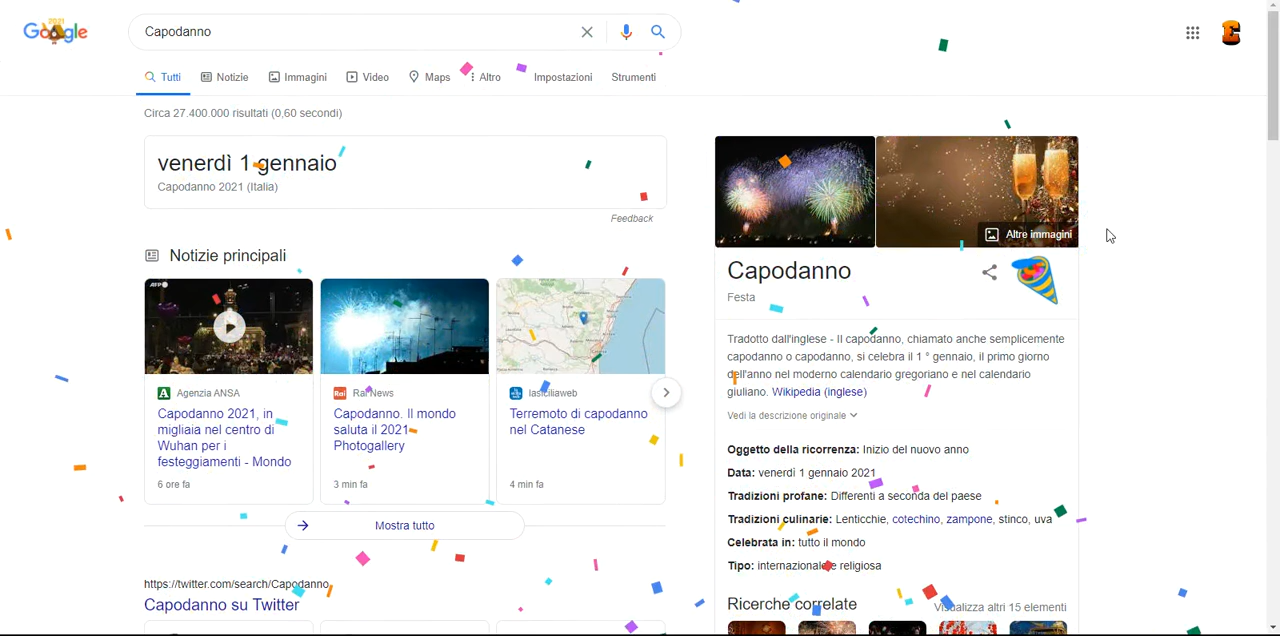 2021
Google
Capodanno
Tutti
Notizie
Immagini
Video
Maps
Altro
Impostazioni
Strumenti
Circa 27.400.000 risultati (0,60 secondi)
venerdì 1 gennaio
Capodanno 2021 (Italia)
Feedback
Notizie principali
AFP
Agenzia ANSA
Capodanno 2021, in
migliaia nel centro di
Wuhan per i
festeggiamenti - Mondo
6 ore fa
Rai
Rai News
Capodanno. Il mondo
saluta il 2021 -
Photogallery
3 min fa
lasiciliaweb
Terremoto di capodanno
nel Catanese
4 min fa
Mostra tutto
https://twitter.com/search/Capodanno
Capodanno su Twitter
Altre immagini
Capodanno
Festa
Tradotto dall'inglese - Il capodanno, chiamato anche semplicemente
capodanno o capodanno, si celebra il 1 ° gennaio, il primo giorno
dell'anno nel moderno calendario gregoriano e nel calendario
giuliano. Wikipedia (inglese)
Vedi la descrizione originale
Oggetto della ricorrenza: Inizio del nuovo anno
Data: venerdì 1 gennaio 2021
Tradizioni profane: Differenti a seconda del paese
Tradizioni culinarie: Lenticchie, cotechino, zampone, stinco, uva
Celebrata in: tutto il mondo
Tipo: internazionale e religiosa
Ricerche correlate
Visualizza altri 15 elementi